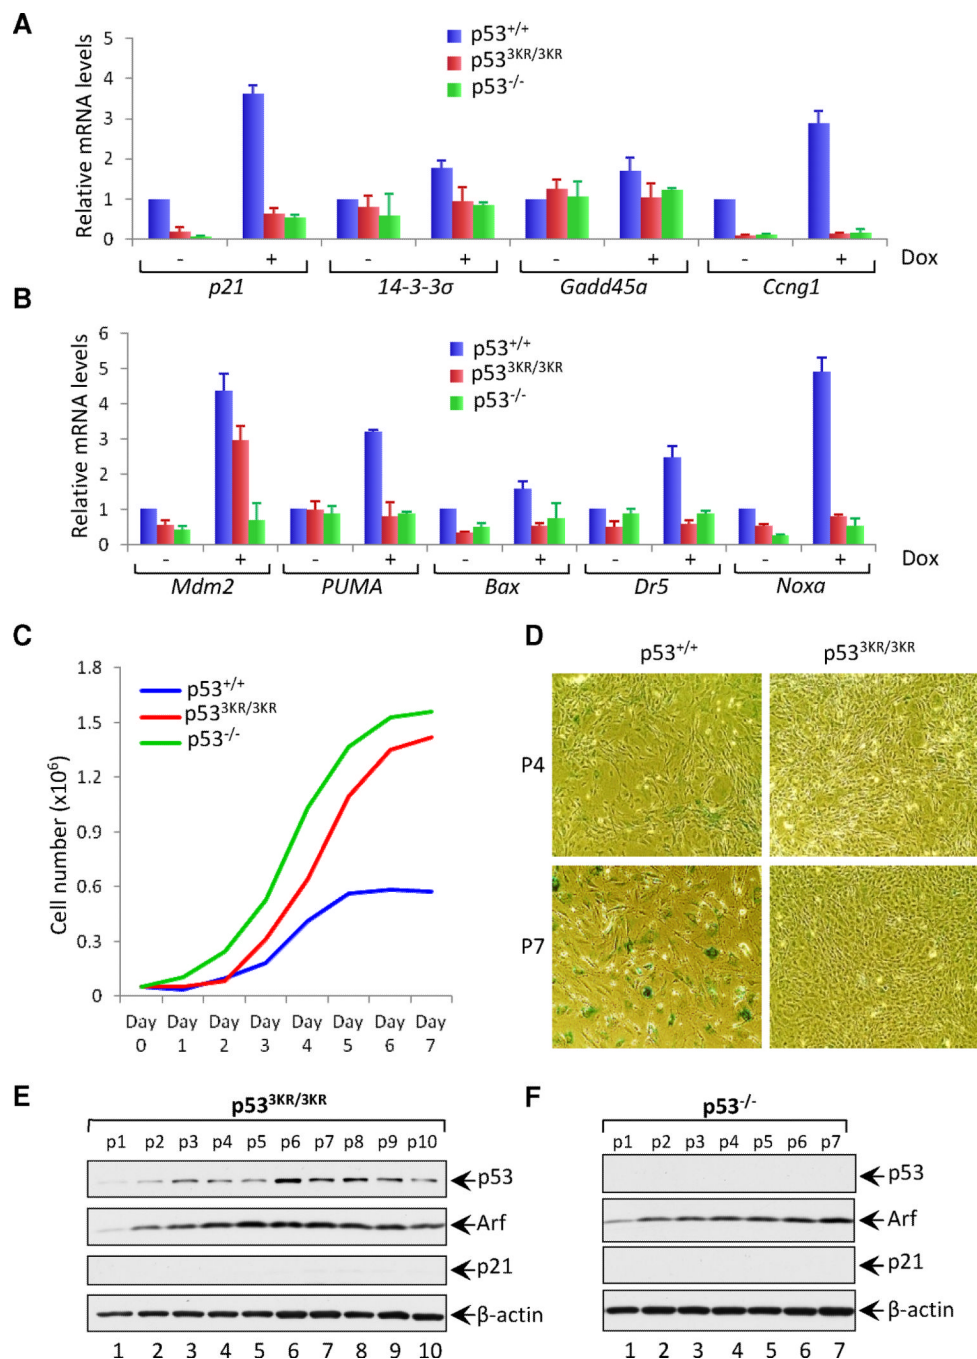 A
p53+/+
p533KR/3KR
p53-/-
Relative mRNA levels
5
4
3
2
1
0
- + - + - + - + Dox
p21 14-3-3σ Gadd45a Ccng1
B
p53+/+
p533KR/3KR
p53-/-
Relative mRNA levels
6
5
4
3
2
1
0
- + - + - + - + - + Dox
Mdm2 PUMA Bax Dr5 Noxa
C
p53+/+
p533KR/3KR
p53-/-
Cell number (x10⁶)
1.8
1.5
1.2
0.9
0.6
0.3
0
Day Day Day Day Day Day Day Day
0 1 2 3 4 5 6 7
D
p53+/+ p533KR/3KR
P4
P7
E
p533KR/3KR
p1 p2 p3 p4 p5 p6 p7 p8 p9 p10
p53
Arf
p21
β-actin
1 2 3 4 5 6 7 8 9 10
F
p53-/-
p1 p2 p3 p4 p5 p6 p7
p53
Arf
p21
β-actin
1 2 3 4 5 6 7